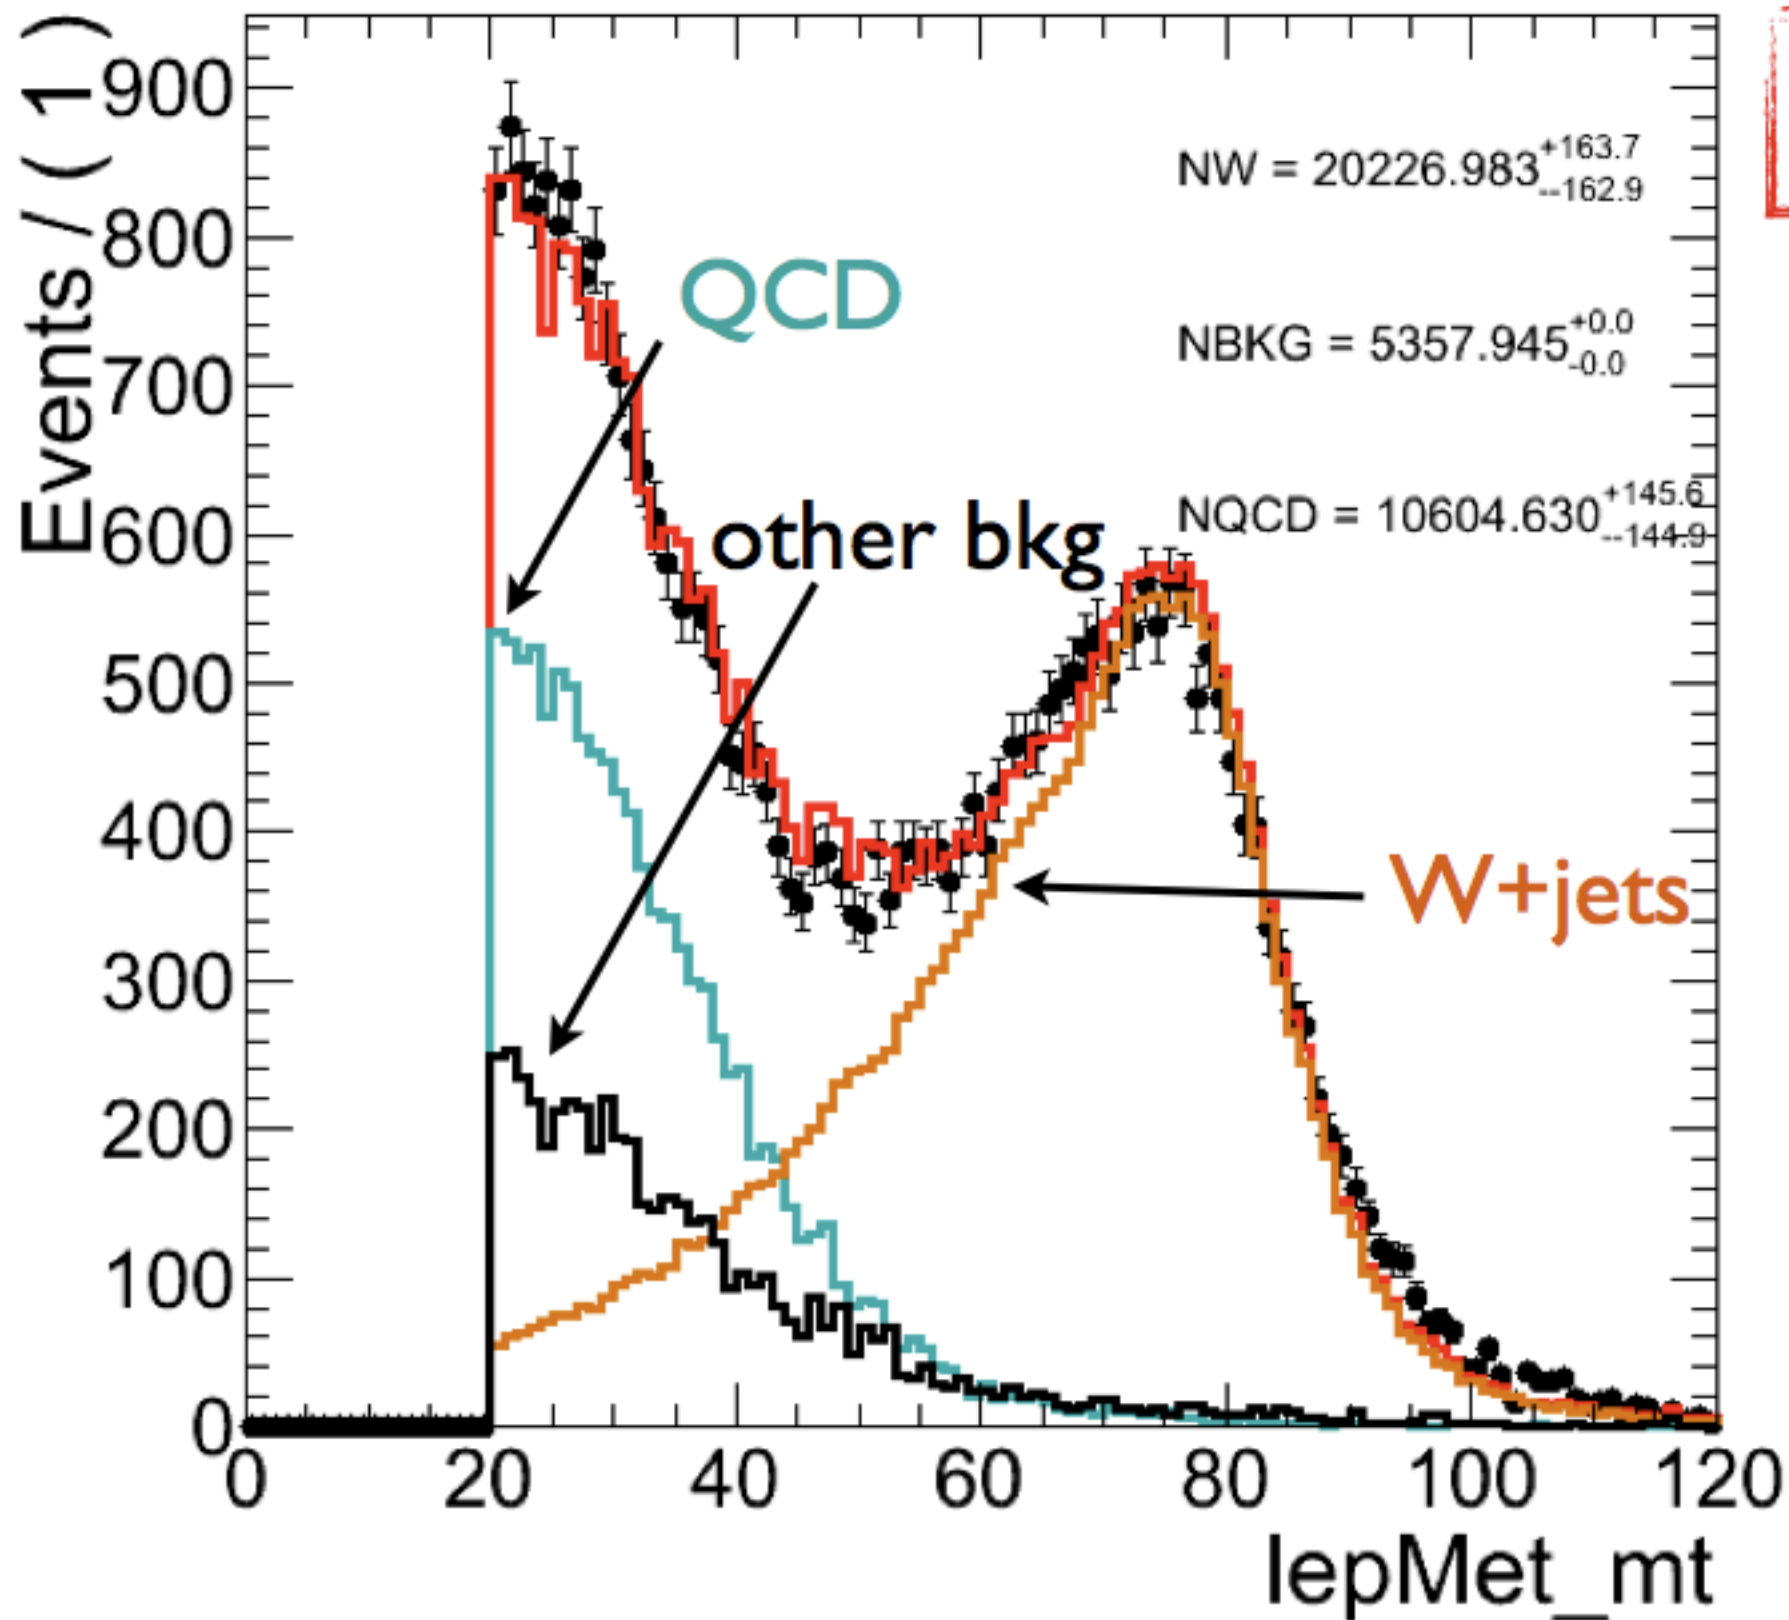 Events / ( 1 )
900
800
700
600
500
400
300
200
100
0
0 20 40 60 80 100 120
lepMet_mt
NW = 20226.983 +163.7 --162.9
NBKG = 5357.945 +0.0 -0.0
NQCD = 10604.630 +145.6 --144.9
QCD
other bkg
W+jets